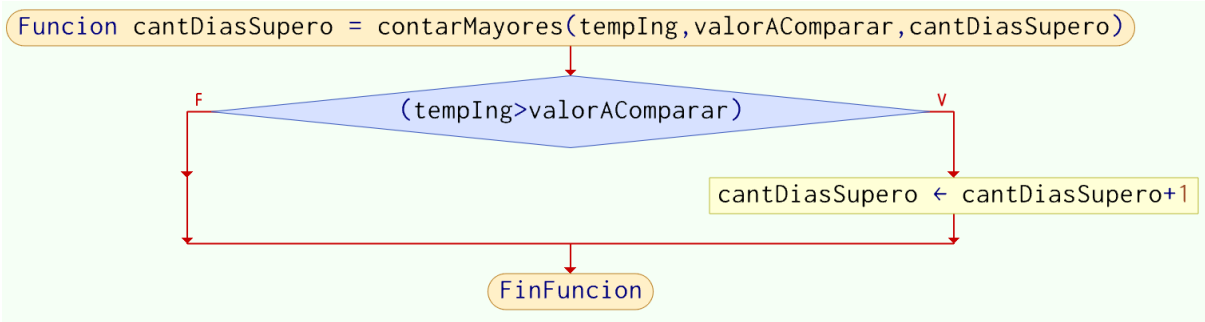 Funcion cantDiasSupero = contarMayores(tempIng,valorAComparar,cantDiasSupero)
(tempIng>valorAComparar)
F
V
cantDiasSupero ← cantDiasSupero+1
FinFuncion